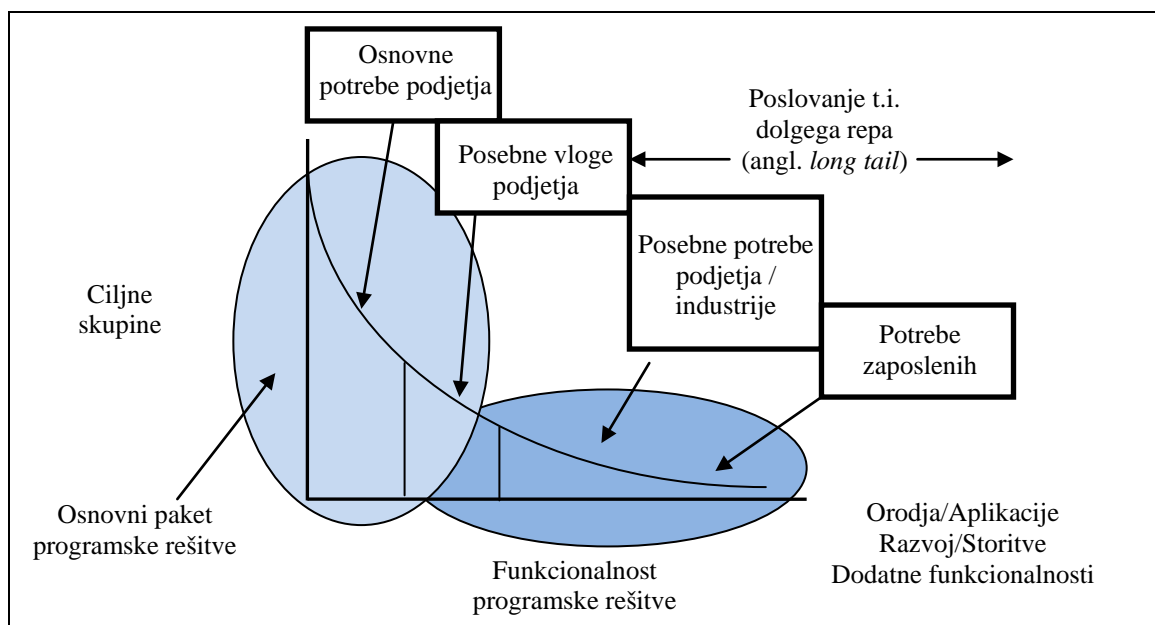 Osnovne
potrebe podjetja
Posebne vloge
podjetja
Poslovanje t.i.
dolgega repa
(angl. long tail)
Posebne potrebe
podjetja /
industrije
Potrebe
zaposlenih
Ciljne
skupine
Osnovni paket
programske rešitve
Funkcionalnost
programske rešitve
Orodja/Aplikacije
Razvoj/Storitve
Dodatne funkcionalnosti